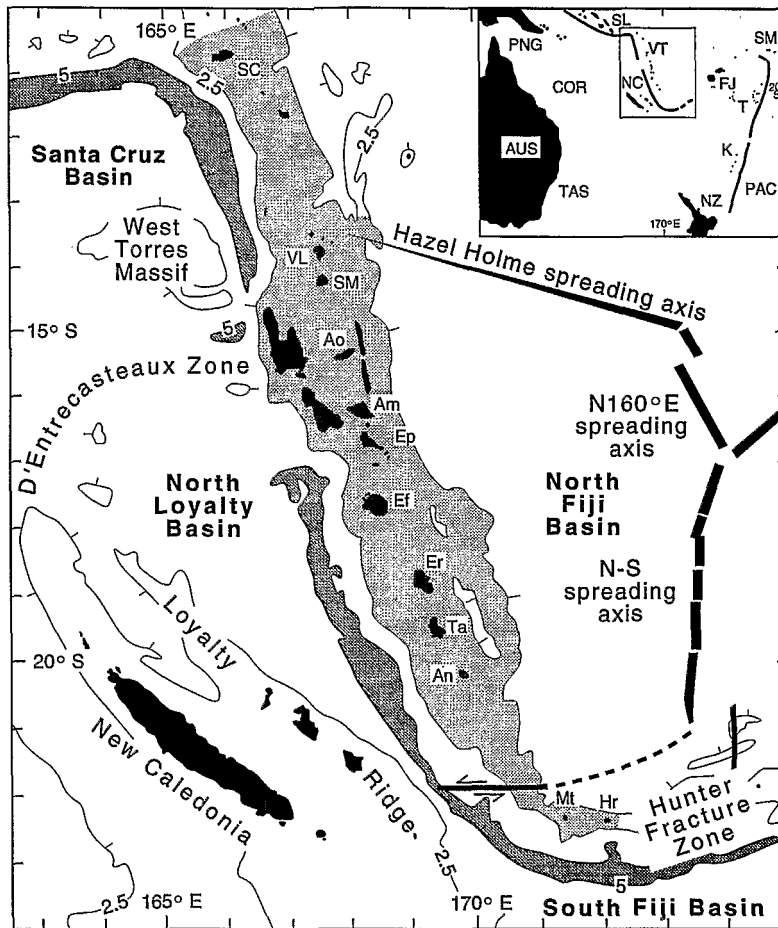 165° E
5
2.5
SC
2.5
Santa Cruz
Basin
West
Torres
Massif
VL
SM
Hazel Holme spreading axis
15° S
5
Ao
D'Entrecasteaux Zone
Am
Ep
N160°E
spreading
axis
North
Loyalty
Basin
Ef
North
Fiji
Basin
Er
N-S
spreading
axis
Ta
An
20° S
Loyalty
Ridge
New Caledonia
Mt
Hr
Hunter
Fracture
Zone
2.5
5
2.5
165° E
170° E
South Fiji Basin
SL
PNG
VT
SM
COR
NC
FJ
20°
S
T
AUS
K
TAS
NZ
PAC
170°E